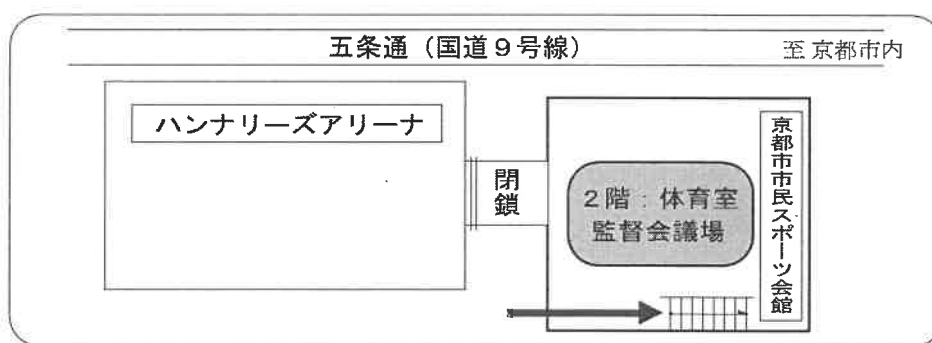 五条通（国道９号線）
至 京都市内
ハンナリーズアリーナ
閉鎖
２階：体育室
監督会議場
京都市市民スポーツ会館